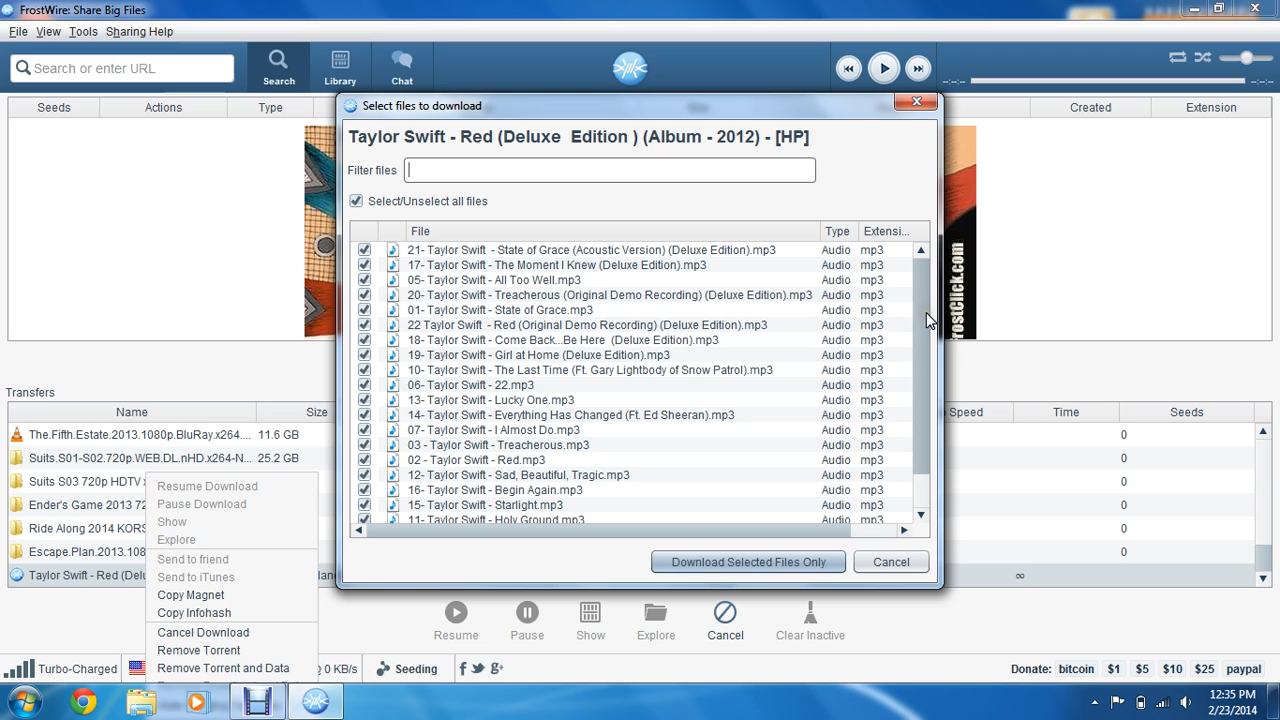 FrostWire: Share Big Files
File View Tools Sharing Help
Search or enter URL
Search
Library
Chat
--:--
--:--
Seeds Actions Type Size Created Extension
Select files to download
Taylor Swift - Red (Deluxe Edition ) (Album - 2012) - [HP]
Filter files
Select/Unselect all files
File Type Extensi...
21- Taylor Swift - State of Grace (Acoustic Version) (Deluxe Edition).mp3 Audio mp3
17- Taylor Swift - The Moment I Knew (Deluxe Edition).mp3 Audio mp3
05- Taylor Swift - All Too Well.mp3 Audio mp3
20- Taylor Swift - Treacherous (Original Demo Recording) (Deluxe Edition).mp3 Audio mp3
01- Taylor Swift - State of Grace.mp3 Audio mp3
22 Taylor Swift - Red (Original Demo Recording) (Deluxe Edition).mp3 Audio mp3
18- Taylor Swift - Come Back...Be Here (Deluxe Edition).mp3 Audio mp3
19- Taylor Swift - Girl at Home (Deluxe Edition).mp3 Audio mp3
10- Taylor Swift - The Last Time (Ft. Gary Lightbody of Snow Patrol).mp3 Audio mp3
06- Taylor Swift - 22.mp3 Audio mp3
13- Taylor Swift - Lucky One.mp3 Audio mp3
14- Taylor Swift - Everything Has Changed (Ft. Ed Sheeran).mp3 Audio mp3
07- Taylor Swift - I Almost Do.mp3 Audio mp3
03 - Taylor Swift - Treacherous.mp3 Audio mp3
02 - Taylor Swift - Red.mp3 Audio mp3
12- Taylor Swift - Sad, Beautiful, Tragic.mp3 Audio mp3
16- Taylor Swift - Begin Again.mp3 Audio mp3
15- Taylor Swift - Starlight.mp3 Audio mp3
11- Taylor Swift - Holy Ground.mp3 Audio mp3
Download Selected Files Only
Cancel
rostClick.com
Transfers
Name Size Speed Time Seeds
The.Fifth.Estate.2013.1080p.BluRay.x264.... 11.6 GB 0
Suits.S01-S02.720p.WEB.DL.nHD.x264-N... 25.2 GB 0
Suits S03 720p HDTV 0
Ender's Game 2013 72 0
Ride Along 2014 KORS 0
Escape.Plan.2013.108 0
Taylor Swift - Red (Delu ∞
Resume Download
Pause Download
Show
Explore
Send to friend
Send to iTunes
Copy Magnet
Copy Infohash
Cancel Download
Remove Torrent
Remove Torrent and Data
Resume Pause Show Explore Cancel Clear Inactive
Turbo-Charged
0 KB/s
Seeding
Donate: bitcoin $1 $5 $10 $25 paypal
12:35 PM
2/23/2014